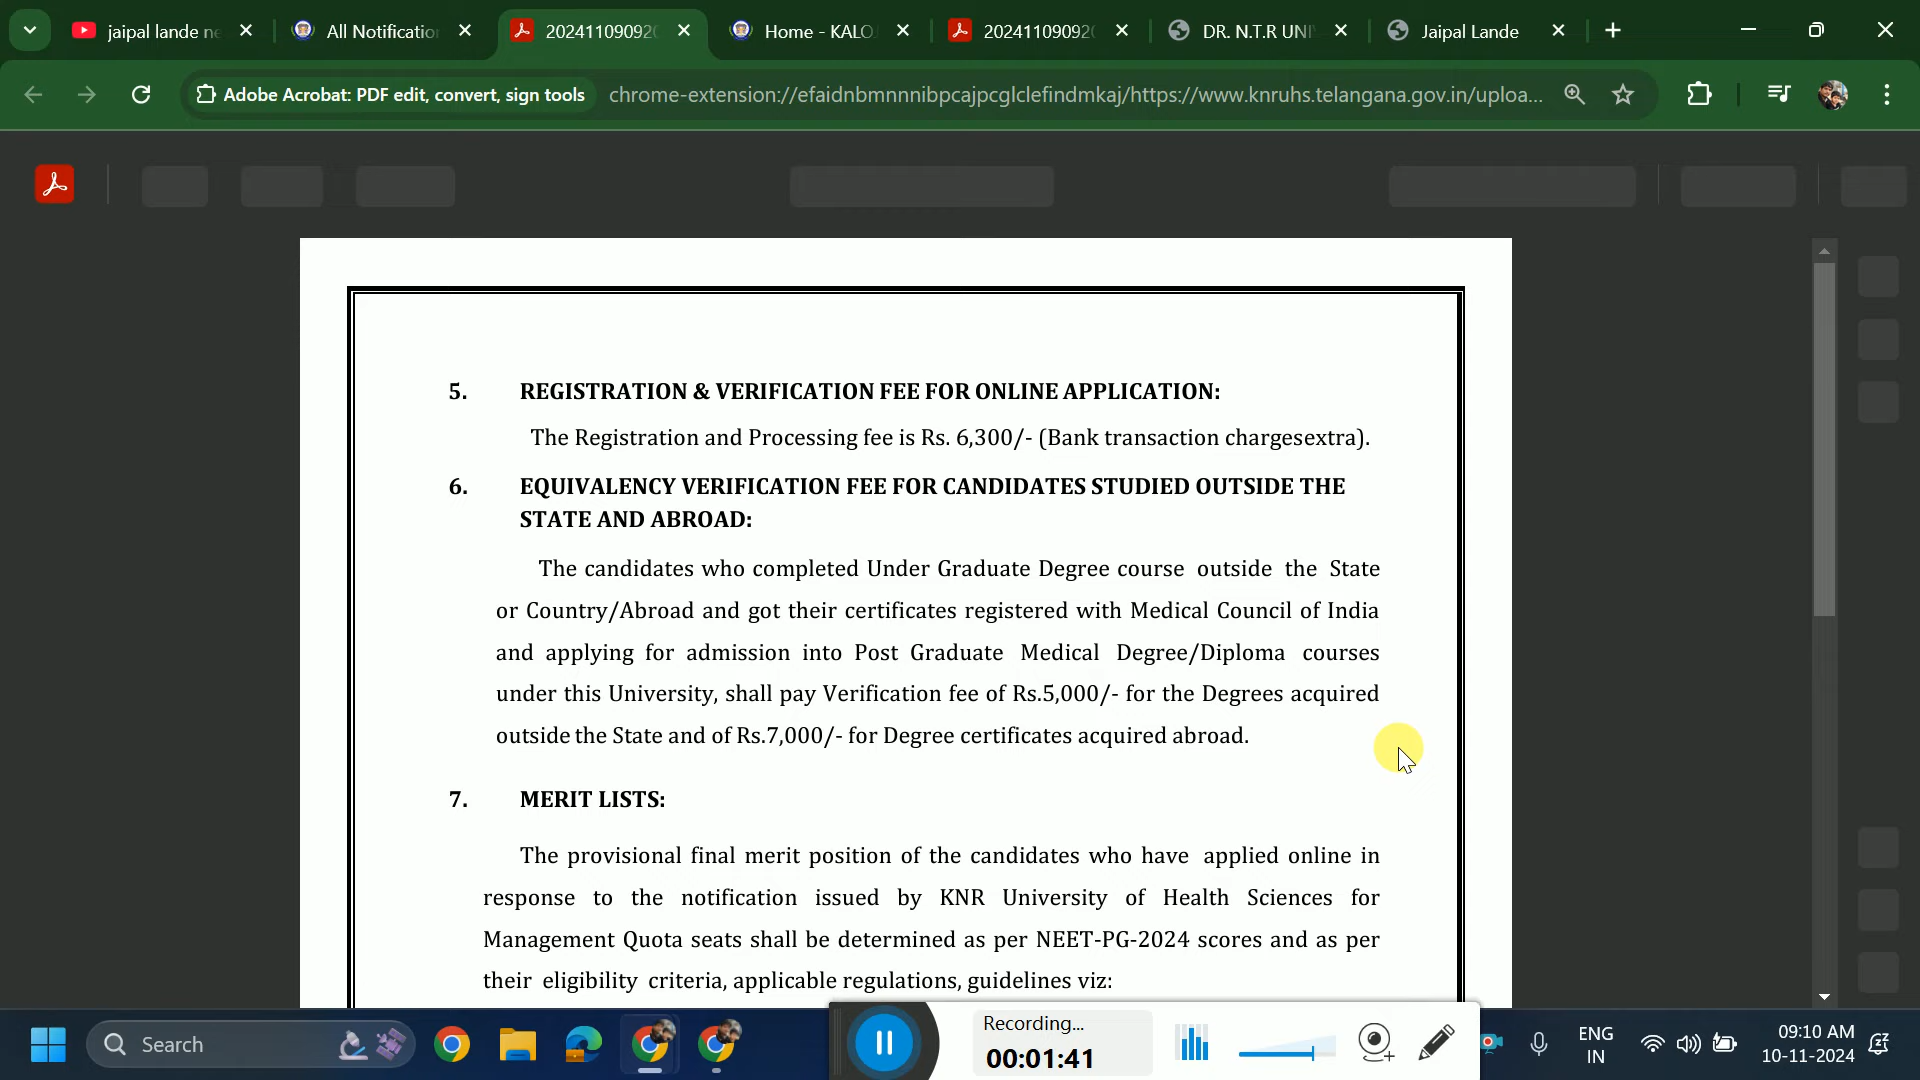 jaipal lande ne
All Notification
20241109092
Home - KALO
20241109092
DR. N.T.R UNI
Jaipal Lande
Adobe Acrobat: PDF edit, convert, sign tools
chrome-extension://efaidnbmnnnibpcajpcglclefindmkaj/https://www.knruhs.telangana.gov.in/uploa...
5. REGISTRATION & VERIFICATION FEE FOR ONLINE APPLICATION:
The Registration and Processing fee is Rs. 6,300/- (Bank transaction chargesextra).
6. EQUIVALENCY VERIFICATION FEE FOR CANDIDATES STUDIED OUTSIDE THE
STATE AND ABROAD:
The candidates who completed Under Graduate Degree course outside the State
or Country/Abroad and got their certificates registered with Medical Council of India
and applying for admission into Post Graduate Medical Degree/Diploma courses
under this University, shall pay Verification fee of Rs.5,000/- for the Degrees acquired
outside the State and of Rs.7,000/- for Degree certificates acquired abroad.
7. MERIT LISTS:
The provisional final merit position of the candidates who have applied online in
response to the notification issued by KNR University of Health Sciences for
Management Quota seats shall be determined as per NEET-PG-2024 scores and as per
their eligibility criteria, applicable regulations, guidelines viz:
Search
Recording...
00:01:41
ENG
IN
09:10 AM
10-11-2024